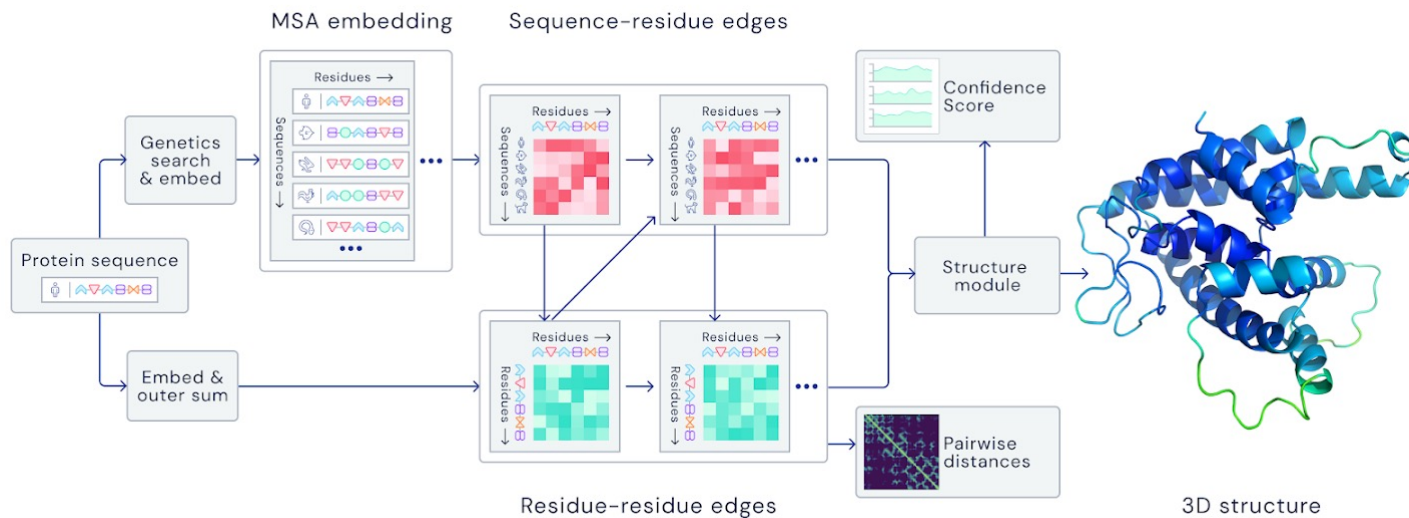 MSA embedding
Sequence–residue edges
Residues →
Sequences →
Genetics
search
& embed
Protein sequence
Embed &
outer sum
Residues →
Sequences →
Residues →
Sequences →
Residues →
Residues →
Residues →
Residues →
Confidence
Score
Structure
module
Pairwise
distances
Residue–residue edges
3D structure